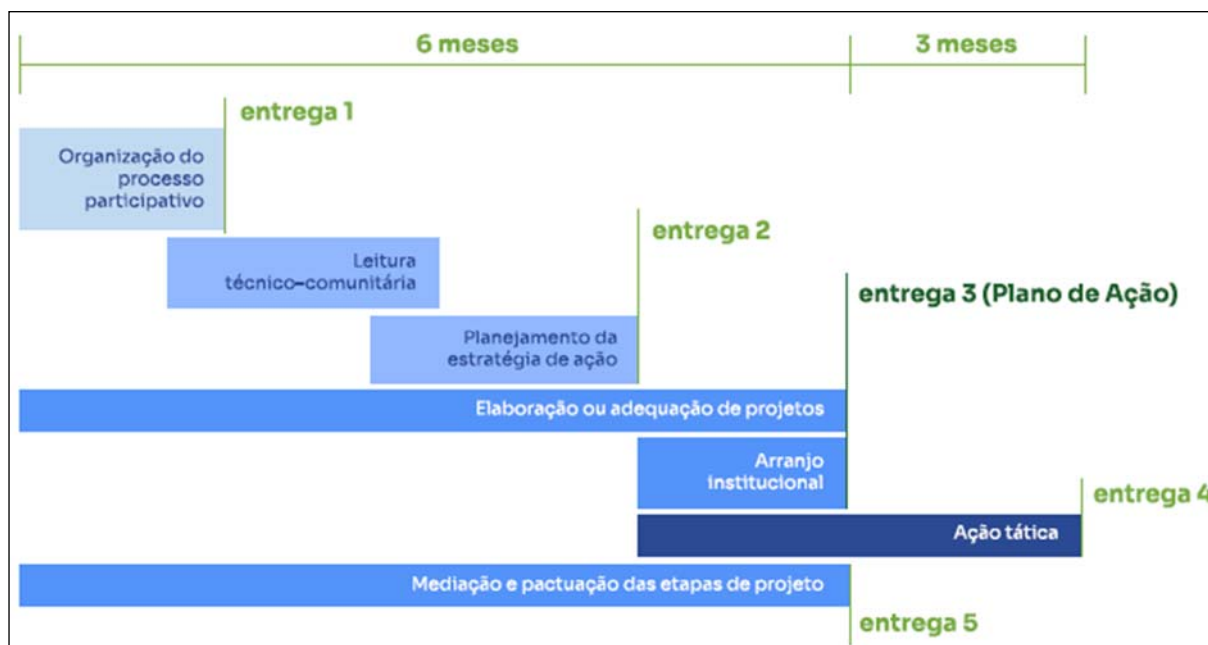 6 meses
3 meses
entrega 1
Organização do
processo
participativo
entrega 2
Leitura
técnico-comunitária
entrega 3 (Plano de Ação)
Planejamento da
estratégia de ação
Elaboração ou adequação de projetos
Arranjo
institucional
entrega 4
Ação tática
Mediação e pactuação das etapas de projeto
entrega 5